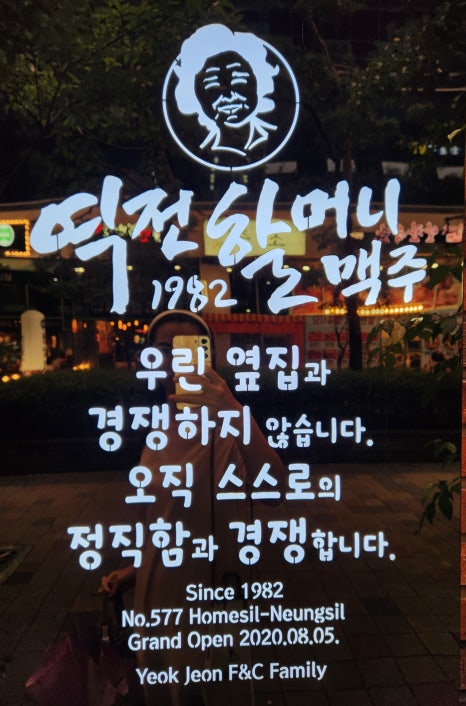 역전할머니
1982 맥주
우린 옆집과
경쟁하지 않습니다.
오직 스스로의
정직함과 경쟁합니다.
Since 1982
No.577 Homesil-Neungsil
Grand Open 2020.08.05.
Yeok Jeon F&C Family